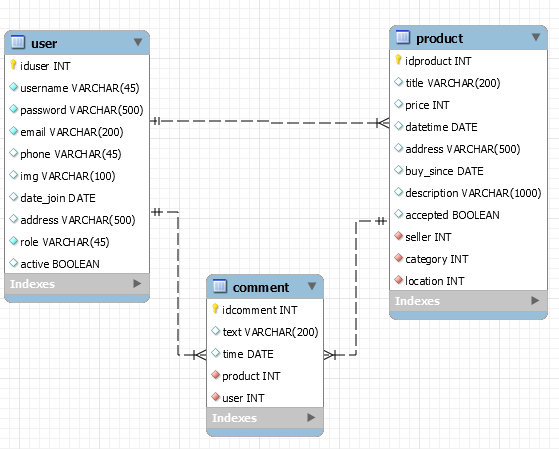 user
iduser INT
username VARCHAR(45)
password VARCHAR(500)
email VARCHAR(200)
phone VARCHAR(45)
img VARCHAR(100)
date_join DATE
address VARCHAR(500)
role VARCHAR(45)
active BOOLEAN
Indexes
product
idproduct INT
title VARCHAR(200)
price INT
datetime DATE
address VARCHAR(500)
buy_since DATE
description VARCHAR(1000)
accepted BOOLEAN
seller INT
category INT
location INT
Indexes
comment
idcomment INT
text VARCHAR(200)
time DATE
product INT
user INT
Indexes